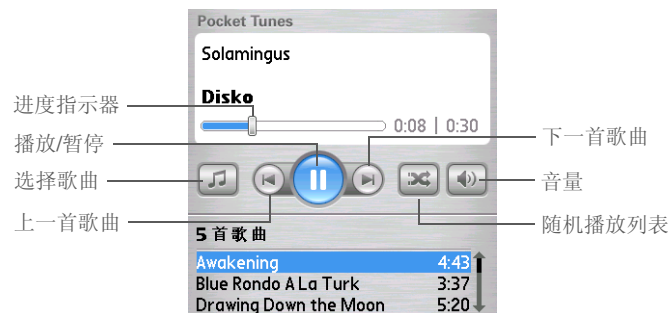 Pocket Tunes
Solamingus
Disko
0:08 | 0:30
进度指示器
播放/暂停
选择歌曲
上一首歌曲
下一首歌曲
音量
随机播放列表
5 首歌曲
Awakening 4:43
Blue Rondo A La Turk 3:37
Drawing Down the Moon 5:20